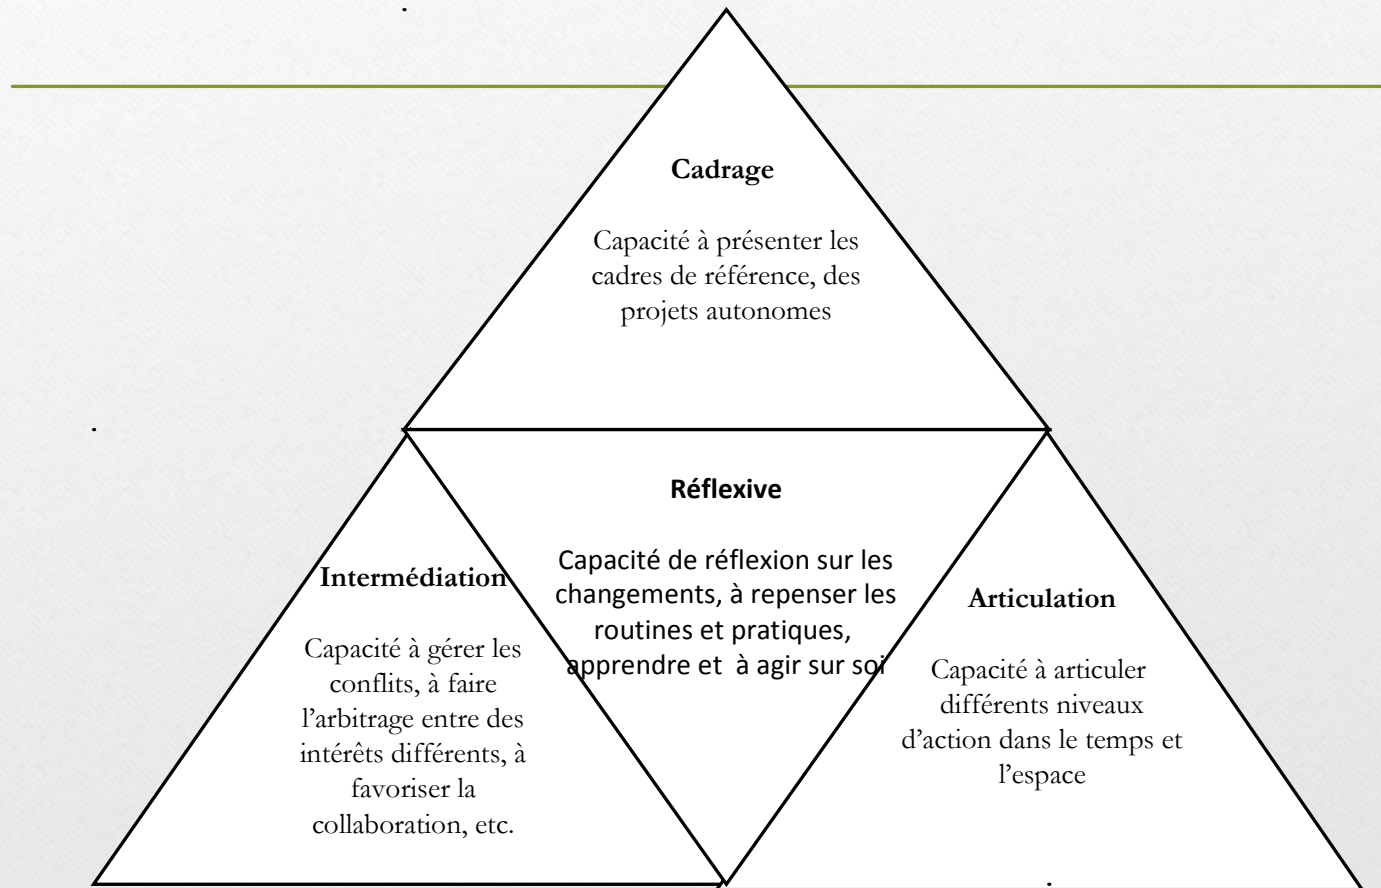 Cadrage
Capacité à présenter les
cadres de référence, des
projets autonomes
Réflexive
Capacité de réflexion sur les
changements, à repenser les
routines et pratiques,
apprendre et  à agir sur soi
Intermédiation
Capacité à gérer les
conflits, à faire
l’arbitrage entre des
intérêts différents, à
favoriser la
collaboration, etc.
Articulation
Capacité à articuler
différents niveaux
d’action dans le temps et
l’espace